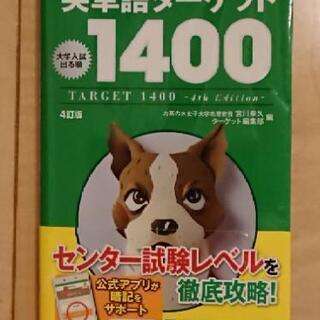 英単語ターゲット
大学入試
出る順
1400
TARGET 1400 -4th Edition-
4訂版
宮川幸久
ターゲット編集部 編
センター試験レベルを
徹底攻略!
公式アプリが
暗記を
サポート